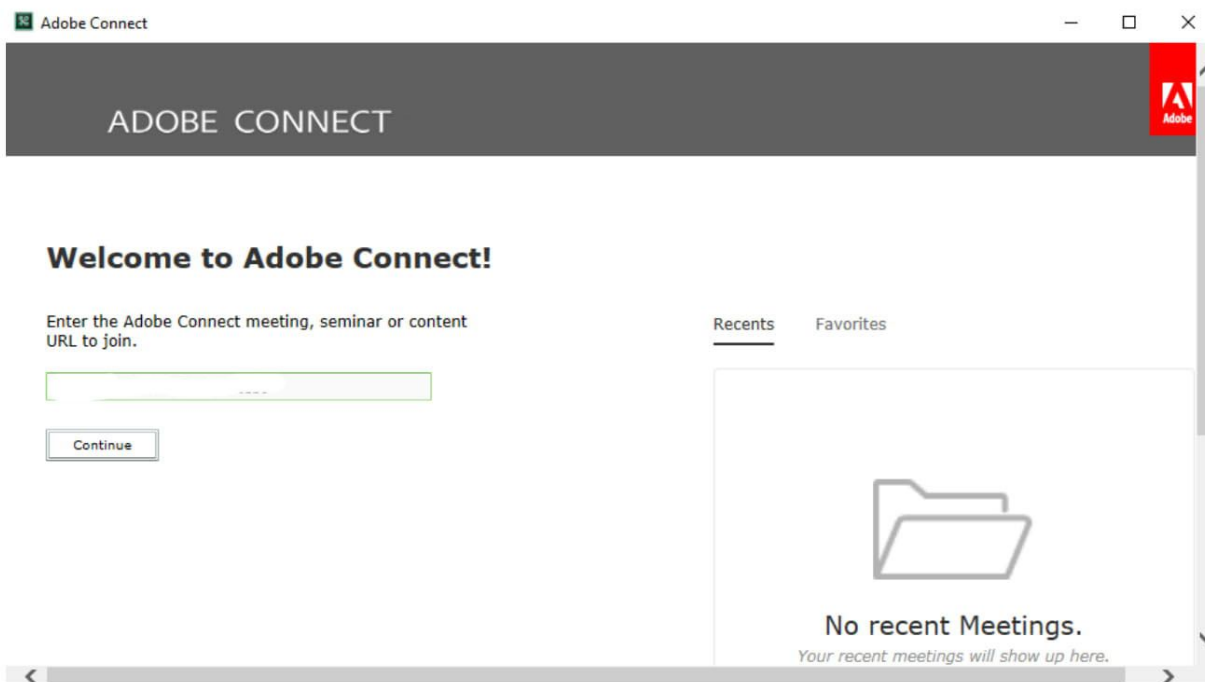 Adobe Connect
ADOBE CONNECT
Adobe
Welcome to Adobe Connect!
Enter the Adobe Connect meeting, seminar or content
URL to join.
Continue
Recents Favorites
No recent Meetings.
Your recent meetings will show up here.